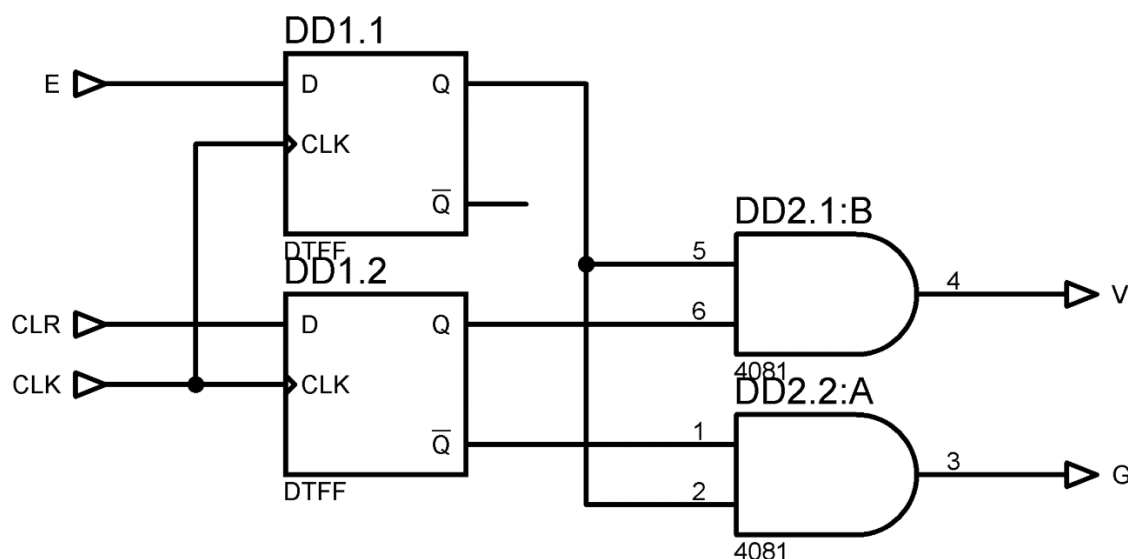 DD1.1
E
D
Q
CLK
Q
DTFF
DD1.2
CLR
D
Q
CLK
CLK
Q
DTFF
DD2.1:B
5
6
4
V
4081
DD2.2:A
1
2
3
G
4081